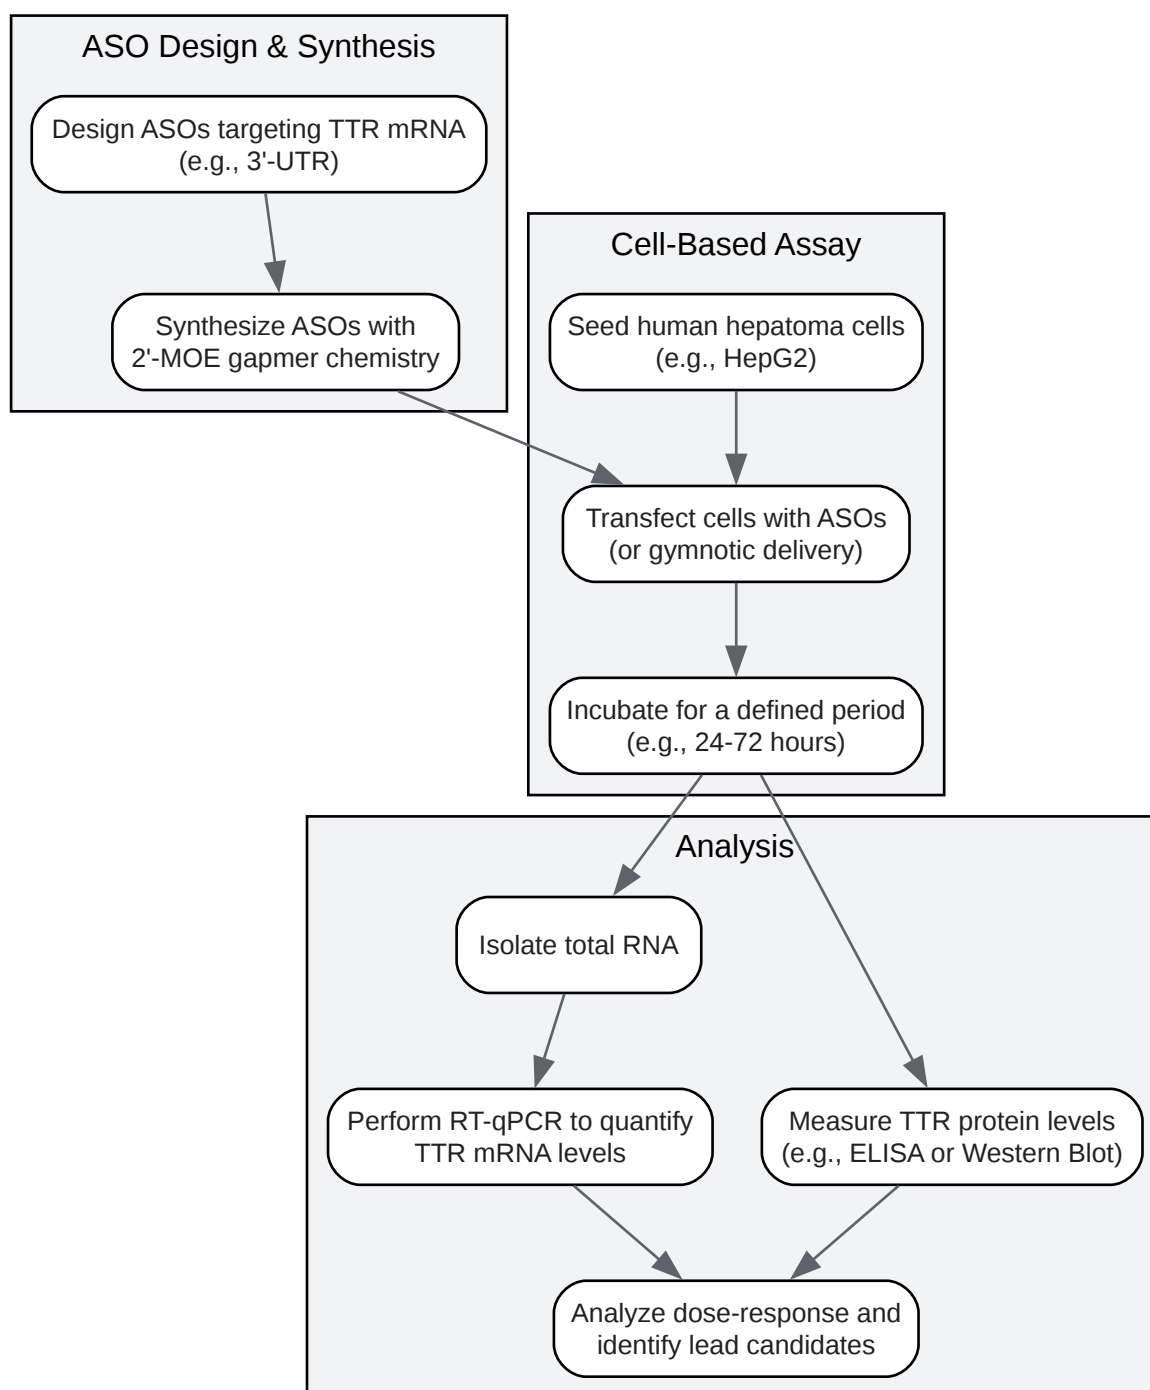 ASO Design & Synthesis
Design ASOs targeting TTR mRNA
(e.g., 3'-UTR)
Synthesize ASOs with
2'-MOE gapmer chemistry
Cell-Based Assay
Seed human hepatoma cells
(e.g., HepG2)
Transfect cells with ASOs
(or gymnotic delivery)
Incubate for a defined period
(e.g., 24-72 hours)
Analysis
Isolate total RNA
Perform RT-qPCR to quantify
TTR mRNA levels
Measure TTR protein levels
(e.g., ELISA or Western Blot)
Analyze dose-response and
identify lead candidates